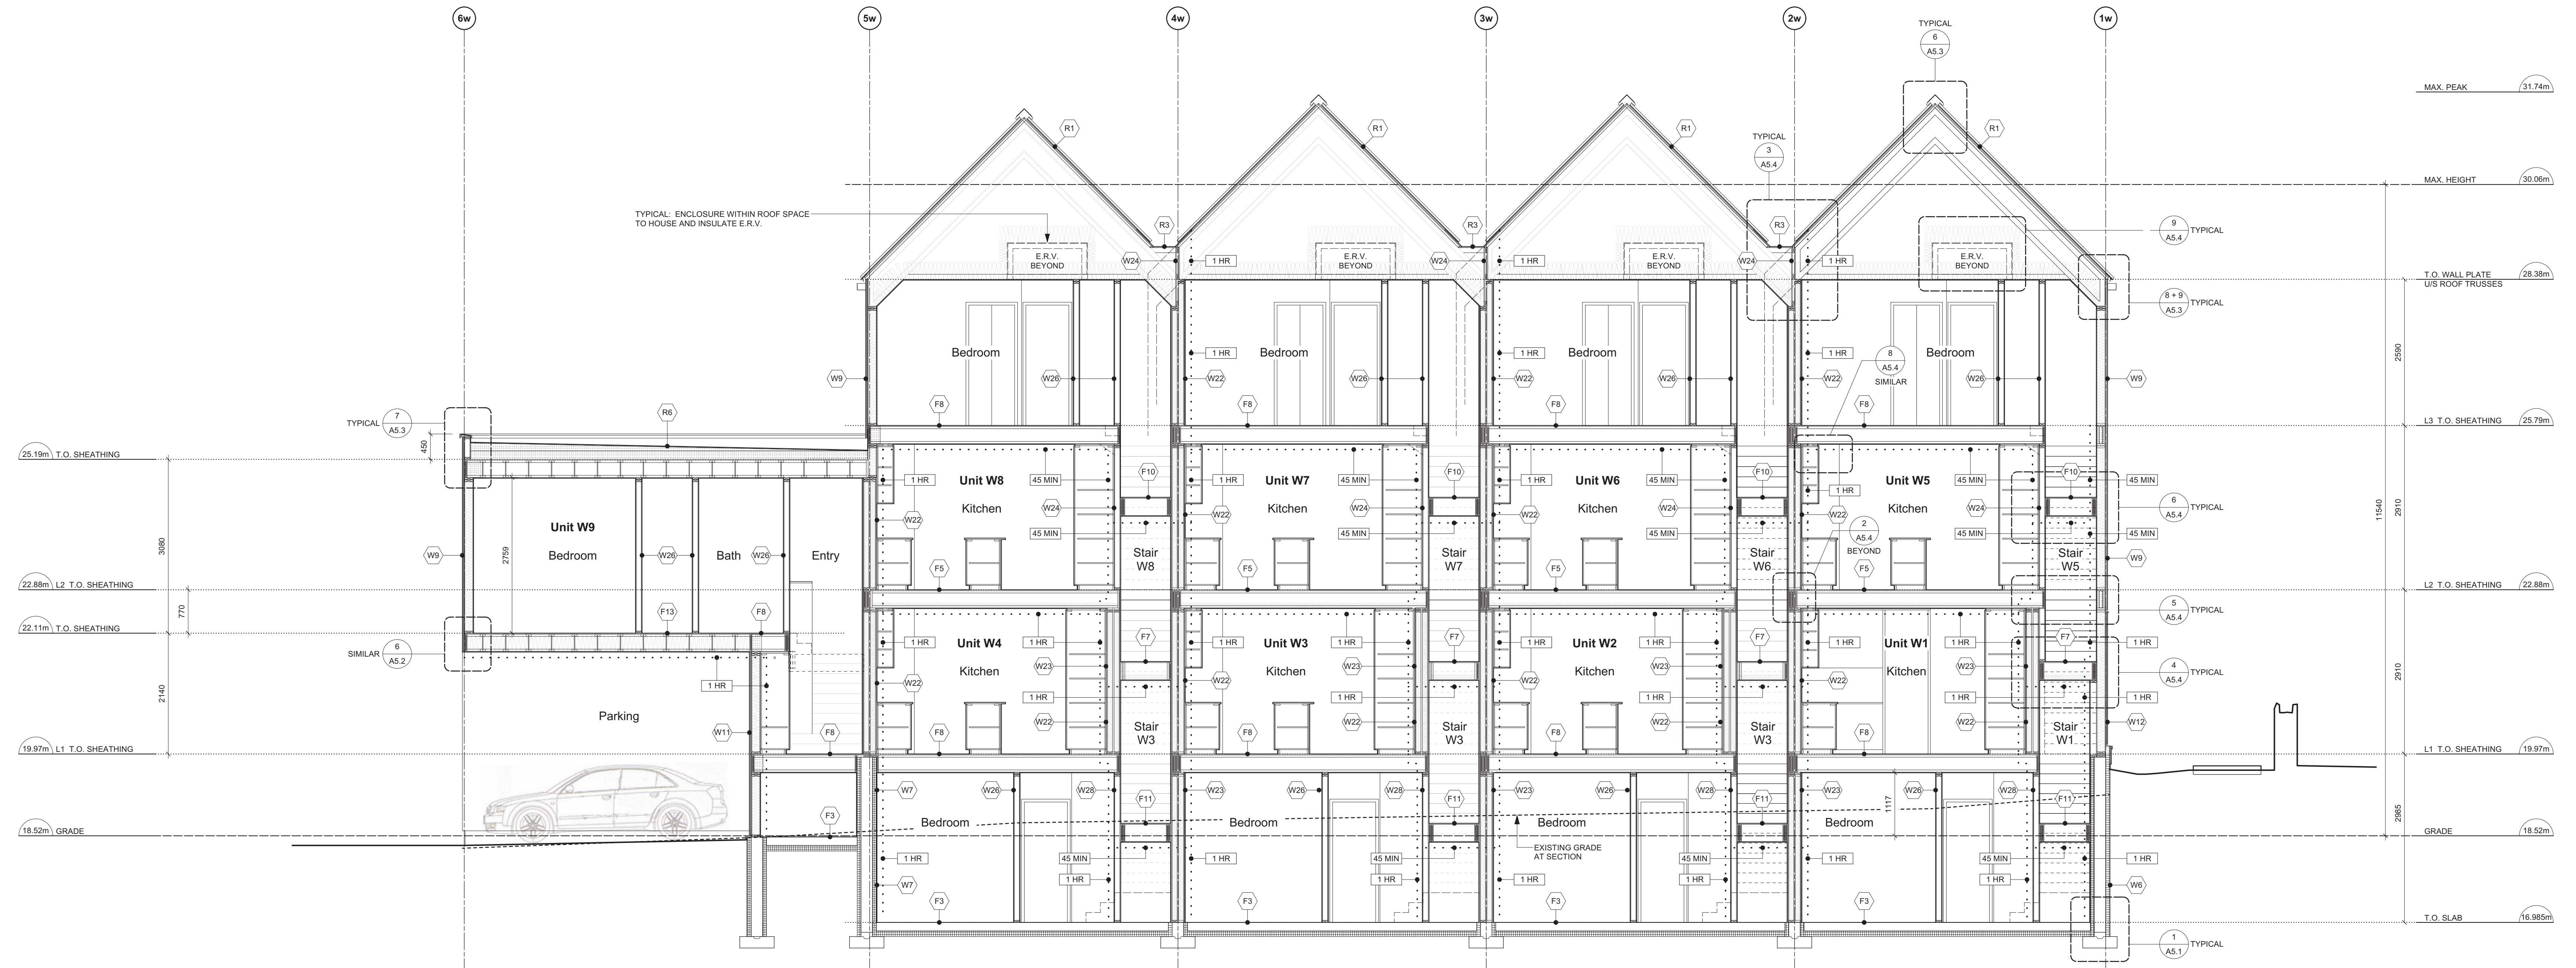 6w
5w
4w
3w
2w
1w
TYPICAL
6
A5.3
MAX. PEAK 31.74m
R1
R1
R1
R1
TYPICAL
3
A5.4
MAX. HEIGHT 30.06m
TYPICAL: ENCLOSURE WITHIN ROOF SPACE
TO HOUSE AND INSULATE E.R.V.
R3
R3
R3
9
A5.4
TYPICAL
E.R.V.
BEYOND
W24
1 HR
E.R.V.
BEYOND
W24
1 HR
E.R.V.
BEYOND
W24
1 HR
E.R.V.
BEYOND
T.O. WALL PLATE 28.38m
U/S ROOF TRUSSES
8 + 9
A5.3
TYPICAL
Bedroom
1 HR
Bedroom
1 HR
Bedroom
1 HR
Bedroom
2590
8
A5.4
SIMILAR
W9
W26
W22
W26
W22
W26
W22
W26
W9
F8
F8
F8
F8
TYPICAL
7
A5.3
R6
450
L3 T.O. SHEATHING 25.79m
25.19m T.O. SHEATHING
1 HR
Unit W8
45 MIN
F10
1 HR
Unit W7
45 MIN
F10
1 HR
Unit W6
45 MIN
F10
1 HR
Unit W5
45 MIN
F10
45 MIN
Kitchen
W24
Kitchen
W24
Kitchen
W24
Kitchen
W24
6
A5.4
TYPICAL
11540
2910
Unit W9
W22
W22
W22
W22
2
A5.4
BEYOND
45 MIN
45 MIN
45 MIN
45 MIN
45 MIN
3080
W9
Bedroom
2759
W26
Bath
W26
Entry
Stair
W8
Stair
W7
Stair
W6
Stair
W5
W9
F5
F5
F5
F5
22.88m L2 T.O. SHEATHING
L2 T.O. SHEATHING 22.88m
770
5
A5.4
TYPICAL
22.11m T.O. SHEATHING
F13
F8
SIMILAR
6
A5.2
1 HR
Unit W4
1 HR
F7
1 HR
Unit W3
1 HR
F7
1 HR
Unit W2
1 HR
F7
1 HR
Unit W1
1 HR
F7
1 HR
Kitchen
W23
Kitchen
W23
Kitchen
W23
Kitchen
W23
4
A5.4
TYPICAL
2910
1 HR
W22
W22
W22
W22
1 HR
1 HR
1 HR
1 HR
1 HR
2140
Parking
W11
F8
F8
W22
Stair
W3
F8
W22
Stair
W3
F8
W22
Stair
W3
F8
W22
Stair
W1
W12
19.97m L1 T.O. SHEATHING
L1 T.O. SHEATHING 19.97m
W7
W26
W28
F11
W23
W26
W28
F11
W23
W26
W28
F11
W23
W26
W28
F11
1117
2985
F3
Bedroom
Bedroom
Bedroom
Bedroom
18.52m GRADE
GRADE 18.52m
EXISTING GRADE
AT SECTION
1 HR
45 MIN
1 HR
45 MIN
45 MIN
1 HR
45 MIN
1 HR
W7
1 HR
1 HR
1 HR
1 HR
1 HR
W6
F3
F3
F3
F3
T.O. SLAB 16.985m
1
A5.1
TYPICAL